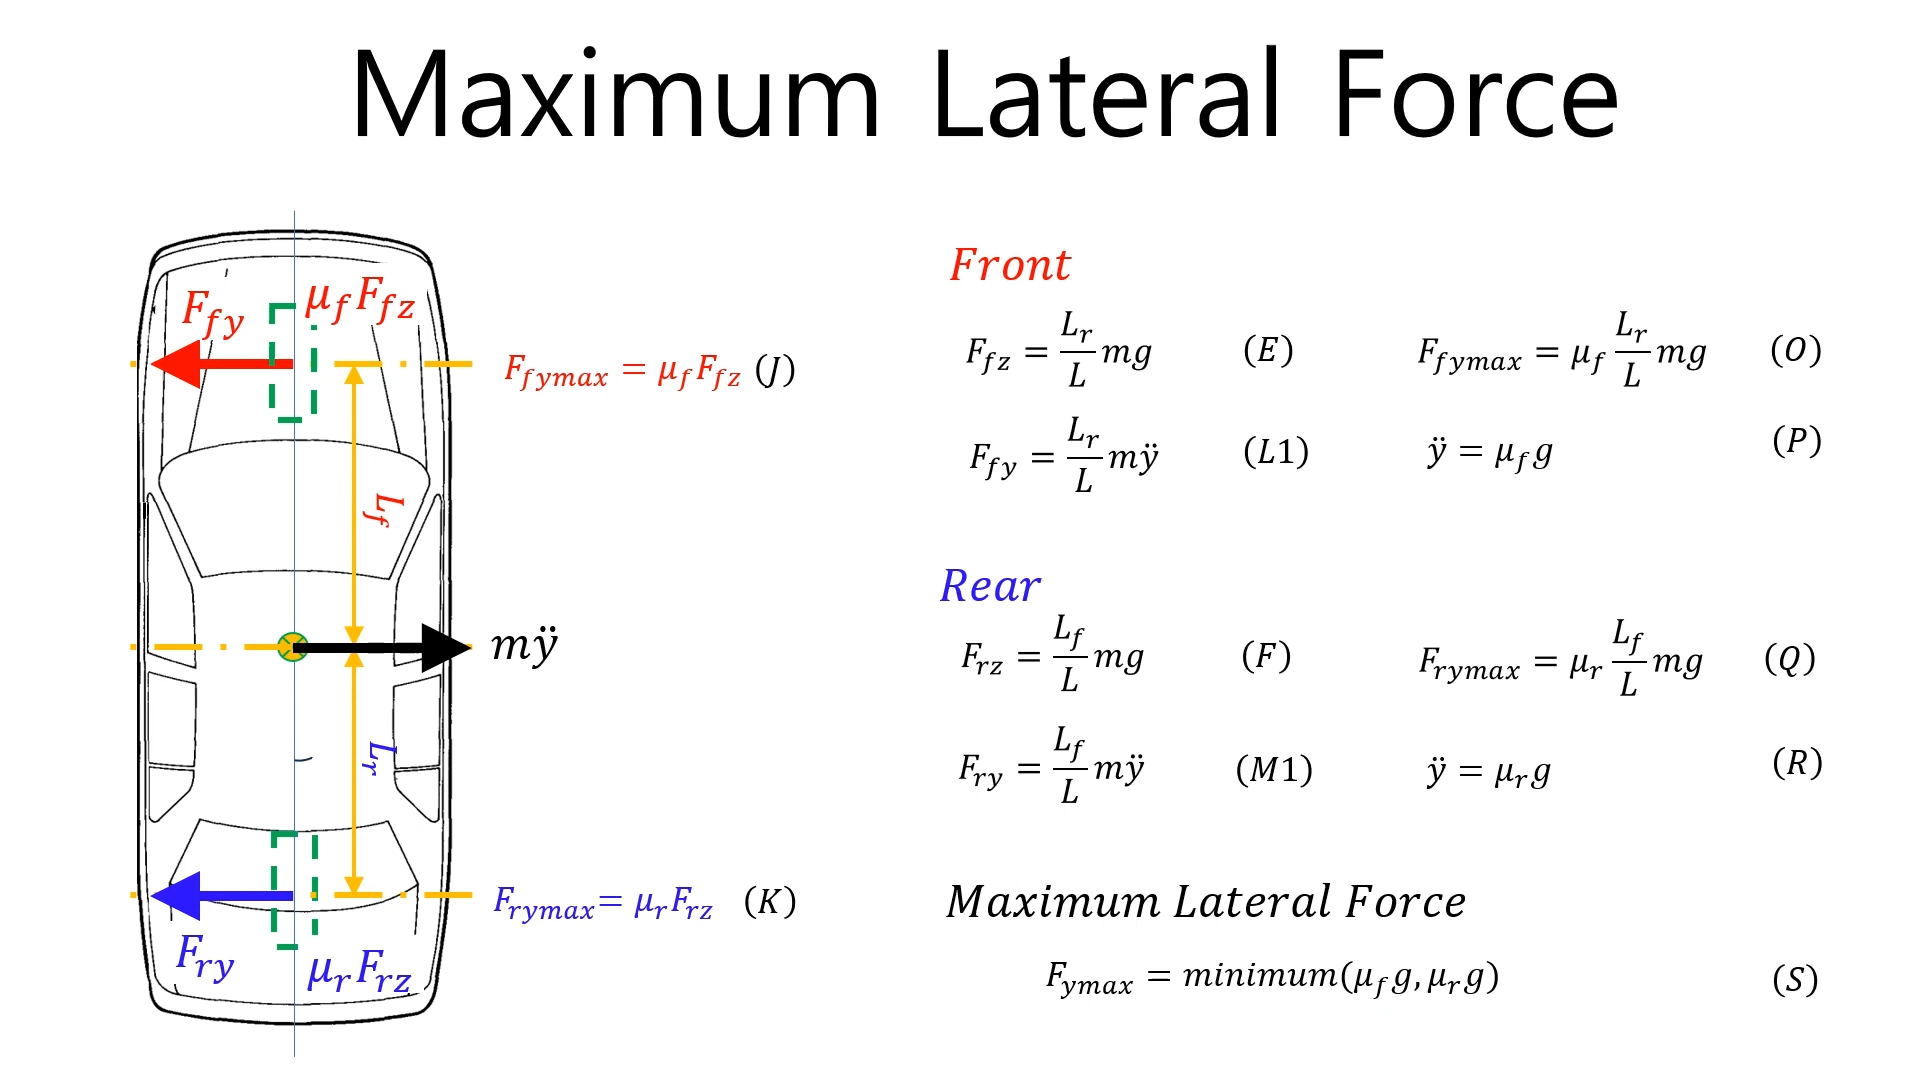 Maximum Lateral Force
F_fy
μ_f F_fz
F_fymax = μ_f F_fz (J)
L_f
mÿ
L_r
F_rymax = μ_r F_rz (K)
F_ry
μ_r F_rz
Front
F_fz = L_r/L mg (E)
F_fymax = μ_f L_r/L mg (O)
F_fy = L_r/L mÿ (L1)
ÿ = μ_f g (P)
Rear
F_rz = L_f/L mg (F)
F_rymax = μ_r L_f/L mg (Q)
F_ry = L_f/L mÿ (M1)
ÿ = μ_r g (R)
Maximum Lateral Force
F_ymax = minimum(μ_f g, μ_r g) (S)